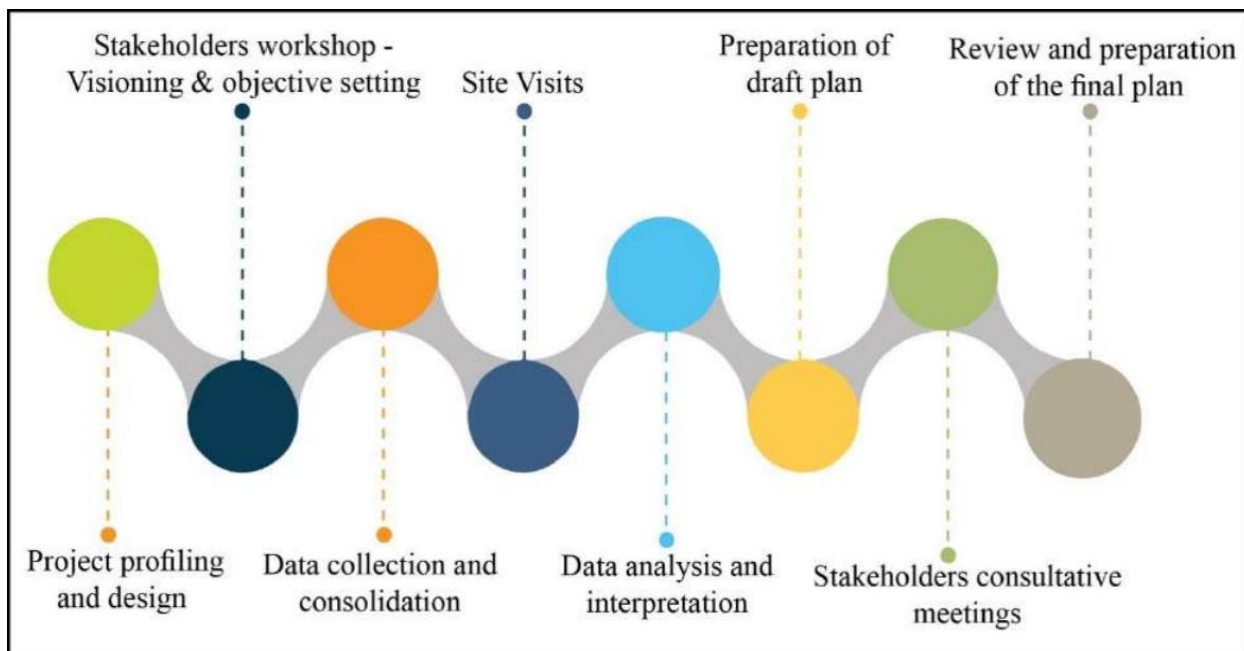 Stakeholders workshop -
Visioning & objective setting
Site Visits
Preparation of
draft plan
Review and preparation
of the final plan
Project profiling
and design
Data collection and
consolidation
Data analysis and
interpretation
Stakeholders consultative
meetings